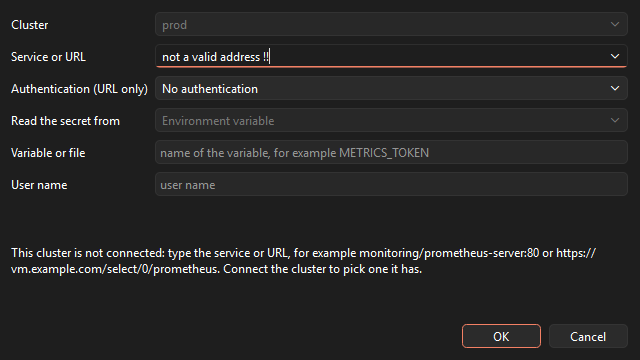 Cluster
prod
Service or URL
not a valid address !!
Authentication (URL only)
No authentication
Read the secret from
Environment variable
Variable or file
name of the variable, for example METRICS_TOKEN
User name
user name
This cluster is not connected: type the service or URL, for example monitoring/prometheus-server:80 or https://
vm.example.com/select/0/prometheus. Connect the cluster to pick one it has.
OK
Cancel